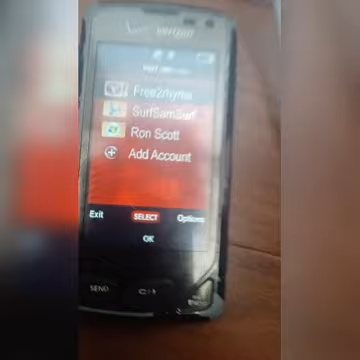 verizon
Free2rhyme
SurfSamSurf
Ron Scott
Add Account
Exit
SELECT
Options
OK
SEND